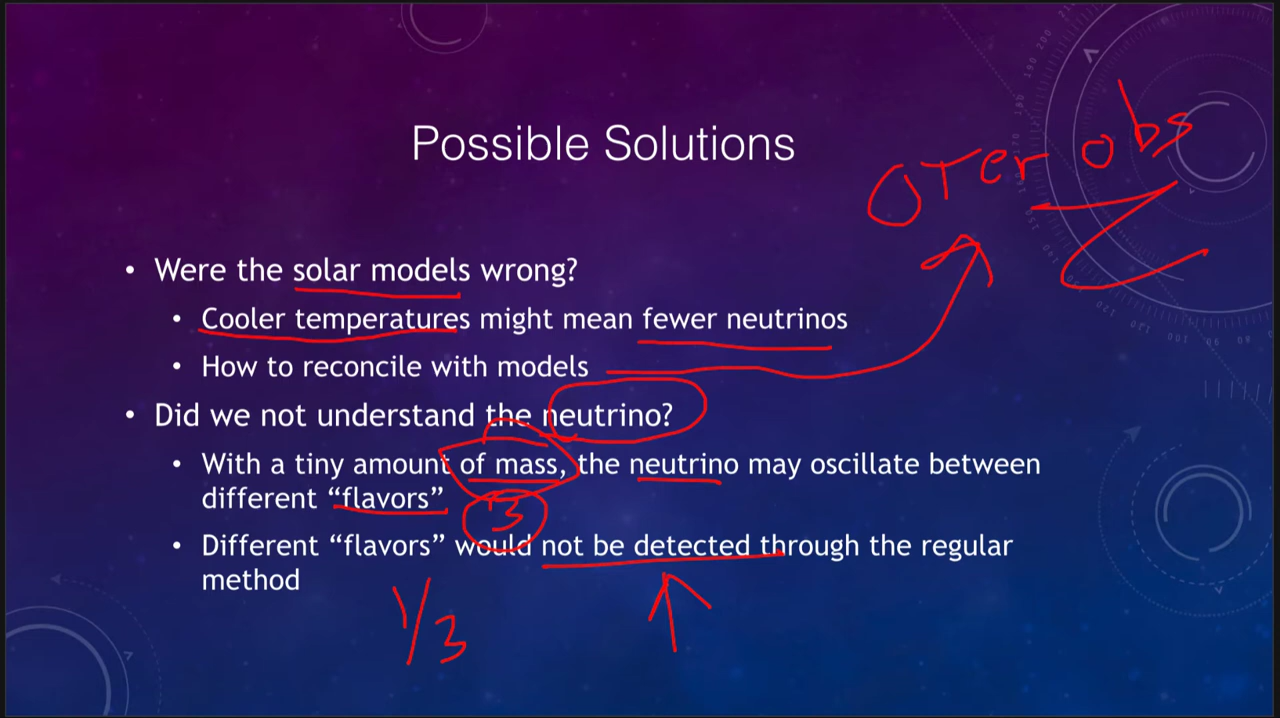 Possible Solutions
OTer obs
• Were the solar models wrong?
• Cooler temperatures might mean fewer neutrinos
• How to reconcile with models
• Did we not understand the neutrino?
• With a tiny amount of mass, the neutrino may oscillate between
different “flavors”
3
• Different “flavors” would not be detected through the regular
method
1/3